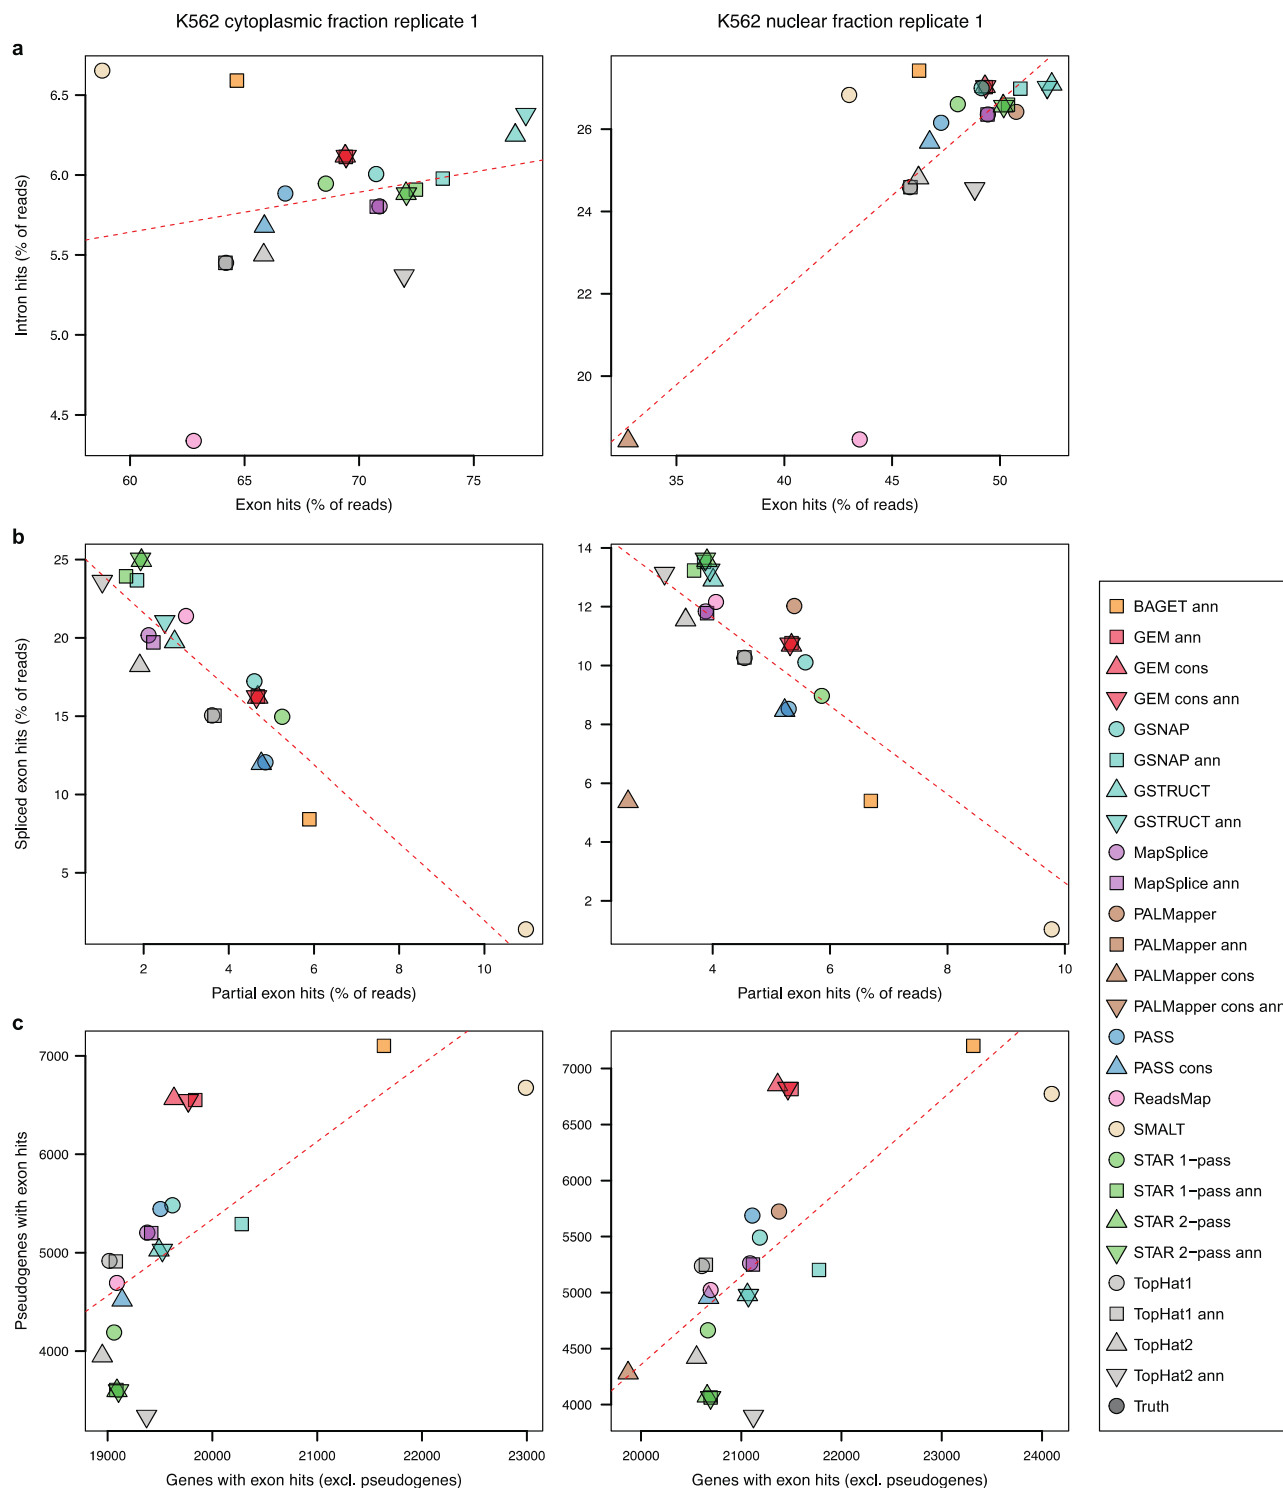 K562 cytoplasmic fraction replicate 1
K562 nuclear fraction replicate 1
a
Intron hits (% of reads)
6.5
6.0
5.5
5.0
4.5
60 65 70 75
Exon hits (% of reads)
26
24
22
20
35 40 45 50
Exon hits (% of reads)
b
Spliced exon hits (% of reads)
25
20
15
10
5
2 4 6 8 10
Partial exon hits (% of reads)
14
12
10
8
6
4
2
4 6 8 10
Partial exon hits (% of reads)
c
Pseudogenes with exon hits
7000
6000
5000
4000
19000 20000 21000 22000 23000
Genes with exon hits (excl. pseudogenes)
7000
6500
6000
5500
5000
4500
4000
20000 21000 22000 23000 24000
Genes with exon hits (excl. pseudogenes)
BAGET ann
GEM ann
GEM cons
GEM cons ann
GSNAP
GSNAP ann
GSTRUCT
GSTRUCT ann
MapSplice
MapSplice ann
PALMapper
PALMapper ann
PALMapper cons
PALMapper cons ann
PASS
PASS cons
ReadsMap
SMALT
STAR 1−pass
STAR 1−pass ann
STAR 2−pass
STAR 2−pass ann
TopHat1
TopHat1 ann
TopHat2
TopHat2 ann
Truth